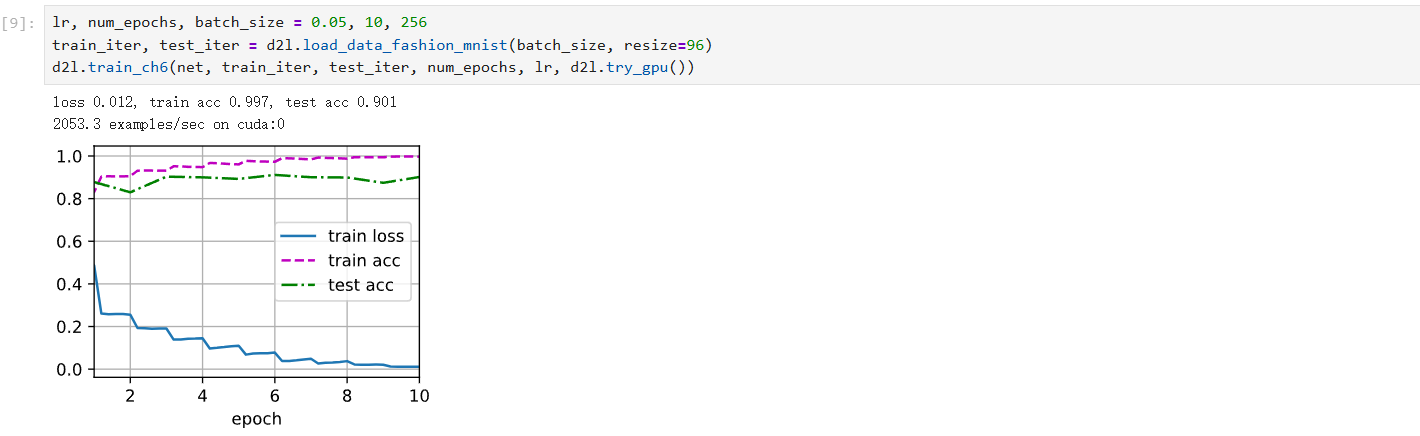 [9]:
lr, num_epochs, batch_size = 0.05, 10, 256
train_iter, test_iter = d2l.load_data_fashion_mnist(batch_size, resize=96)
d2l.train_ch6(net, train_iter, test_iter, num_epochs, lr, d2l.try_gpu())
loss 0.012, train acc 0.997, test acc 0.901
2053.3 examples/sec on cuda:0
1.0
0.8
0.6
0.4
0.2
0.0
train loss
train acc
test acc
2 4 6 8 10
epoch